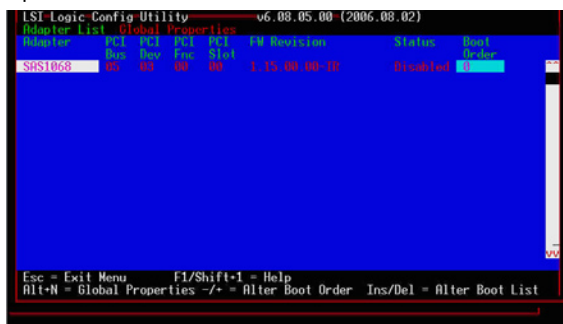 LSI Logic Config Utility v6.08.05.00 (2006.08.02)
Adapter List Global Properties
Adapter PCI PCI PCI PCI FW Revision Status Boot
Bus Dev Fnc Slot Order
SAS1068 05 03 00 00 1.15.00.00-IR Disabled 0
Esc = Exit Menu F1/Shift+1 = Help
Alt+N = Global Properties -/+ = Alter Boot Order Ins/Del = Alter Boot List